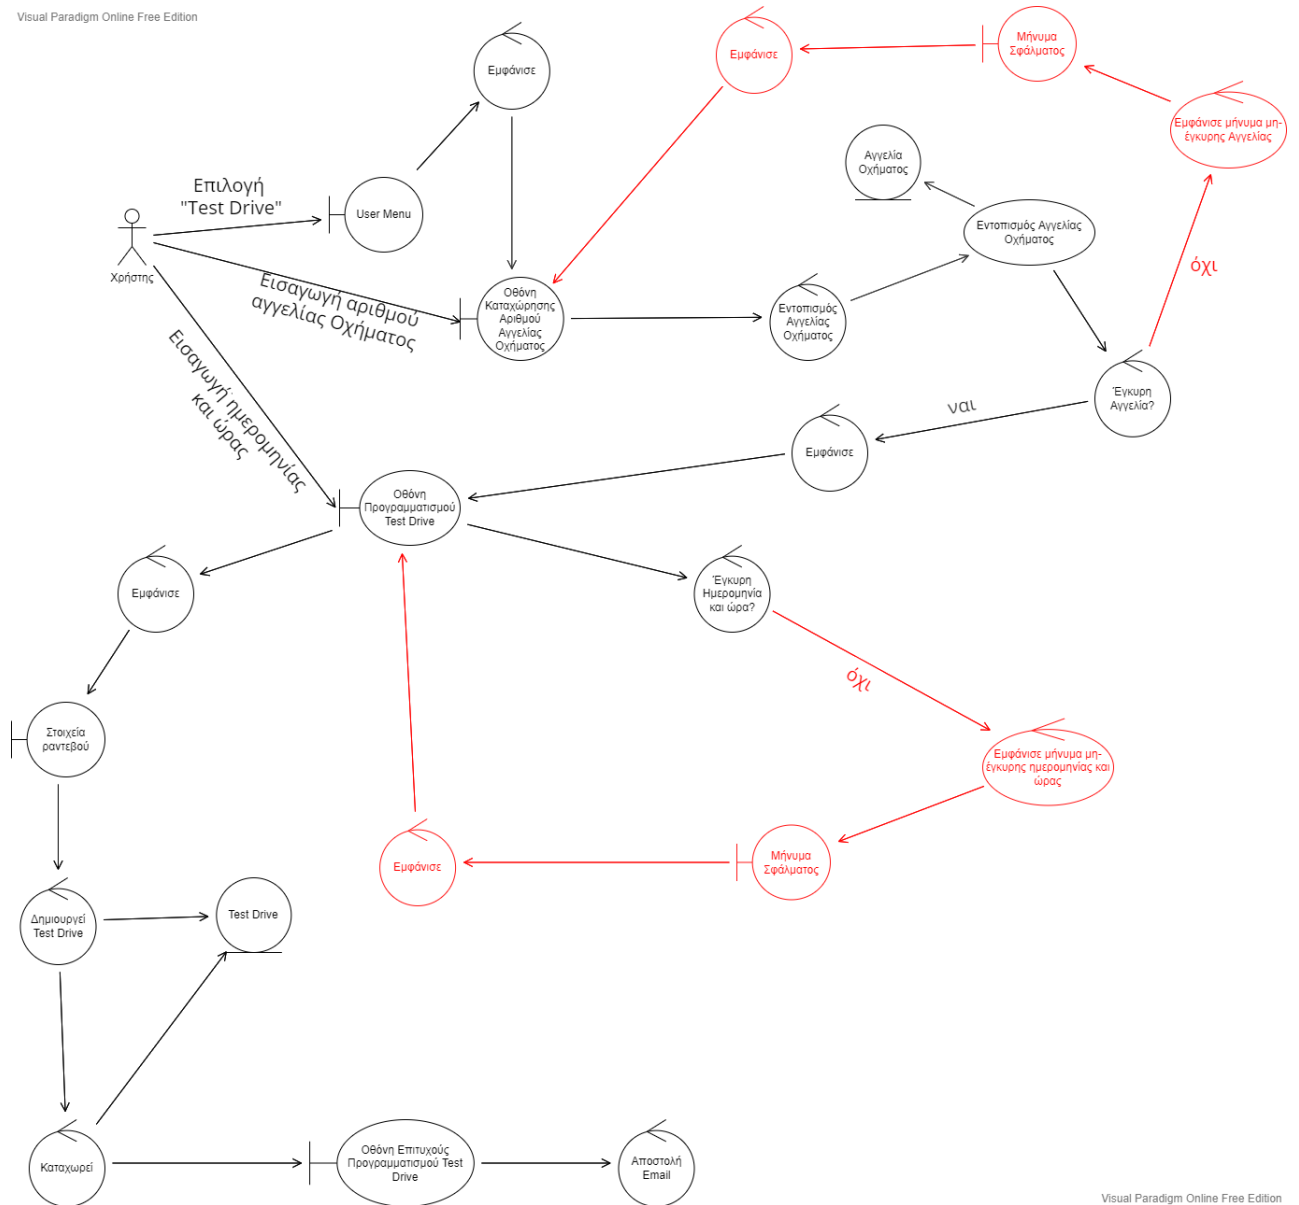 Visual Paradigm Online Free Edition
Εμφάνισε
Εμφάνισε
Μήνυμα
Σφάλματος
Εμφάνισε μήνυμα μη-
έγκυρης Αγγελίας
Αγγελία
Οχήματος
Επιλογή
"Test Drive"
User Menu
Εντοπισμός Αγγελίας
Οχήματος
όχι
Χρήστης
Εισαγωγή αριθμού
αγγελίας Οχήματος
Οθόνη
Καταχώρησης
Αριθμού
Αγγελίας
Οχήματος
Εντοπισμός
Αγγελίας
Οχήματος
Έγκυρη
Αγγελία?
ναι
Εισαγωγή ημερομηνίας
και ώρας
Εμφάνισε
Οθόνη
Προγραμματισμού
Test Drive
Εμφάνισε
Έγκυρη
Ημερομηνία
και ώρα?
όχι
Στοιχεία
ραντεβού
Εμφάνισε μήνυμα μη-
έγκυρης ημερομηνίας και
ώρας
Εμφάνισε
Μήνυμα
Σφάλματος
Δημιουργεί
Test Drive
Test Drive
Καταχωρεί
Οθόνη Επιτυχούς
Προγραμματισμού Test
Drive
Αποστολή
Email
Visual Paradigm Online Free Edition